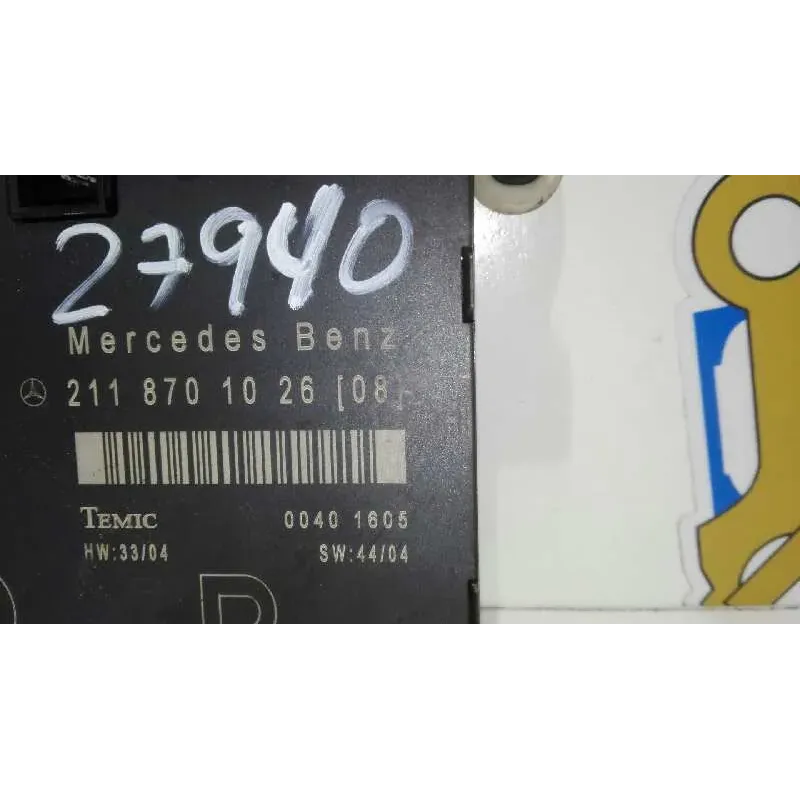 27940
Mercedes Benz
211 870 10 26 [08]
TEMIC 0040 1605
HW:33/04 SW:44/04